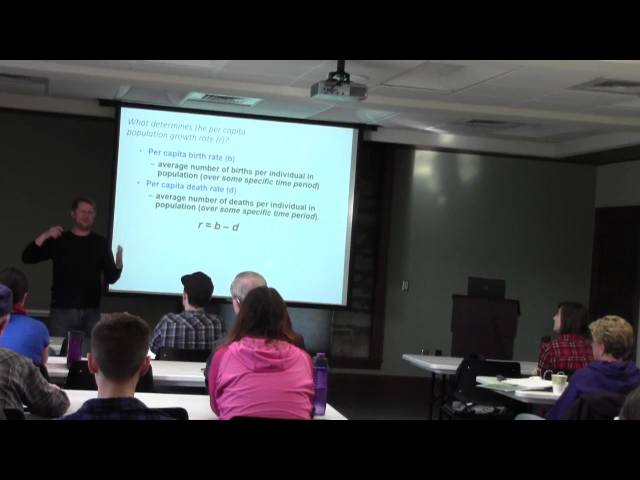 What determines the per capita
population growth rate (r)?
• Per capita birth rate (b)
– average number of births per individual in
population (over some specific time period)
• Per capita death rate (d)
– average number of deaths per individual in
population (over some specific time period).
r = b – d